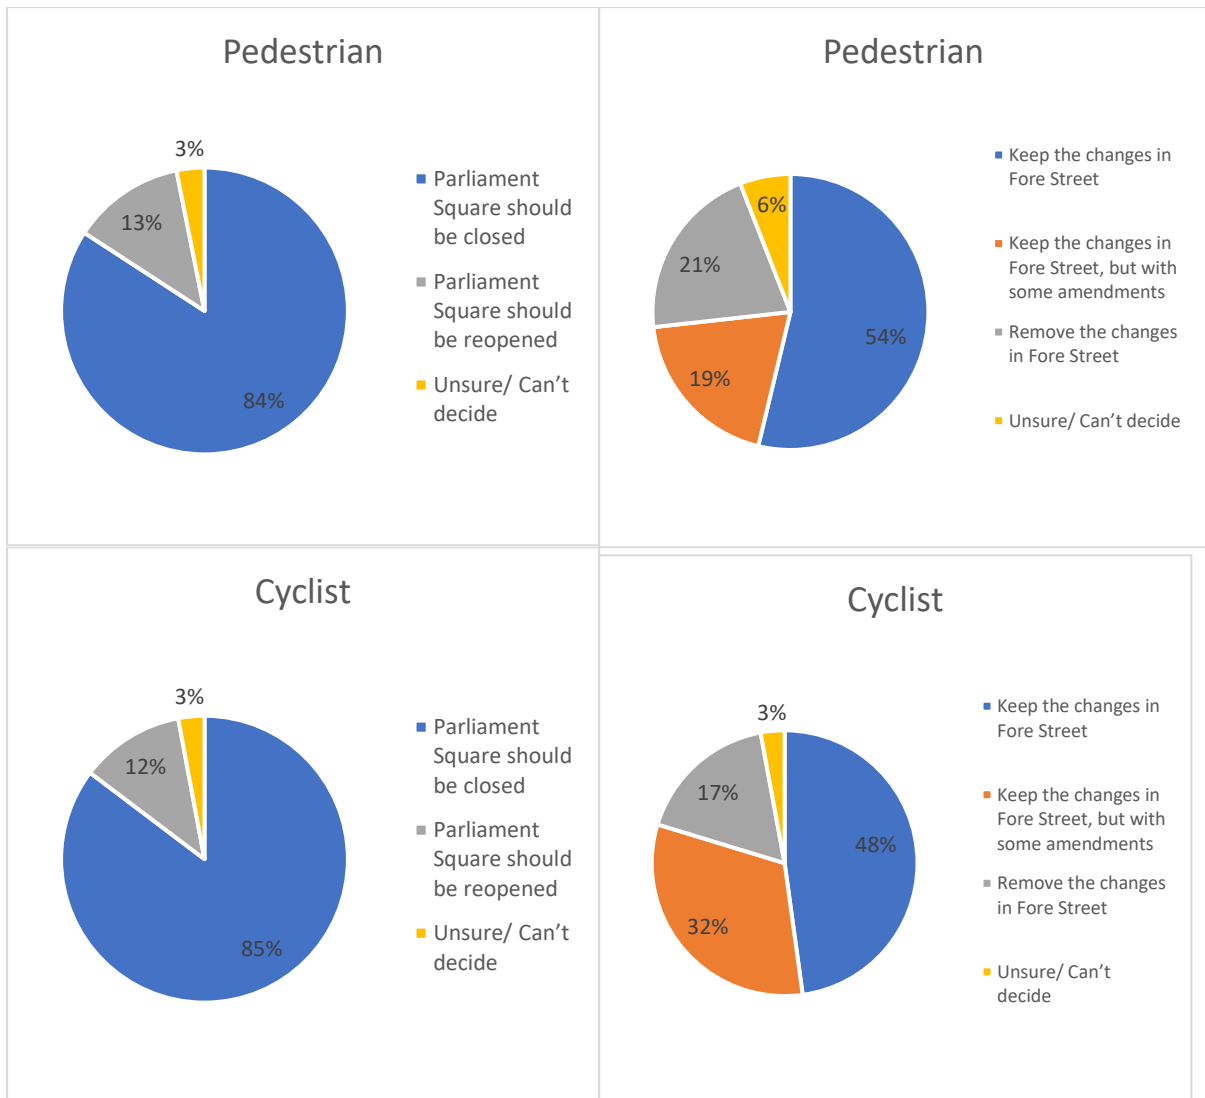 Pedestrian
3%
13%
84%
Parliament
Square should
be closed
Parliament
Square should
be reopened
Unsure/ Can’t
decide
Pedestrian
6%
21%
54%
19%
Keep the changes in
Fore Street
Keep the changes in
Fore Street, but with
some amendments
Remove the changes
in Fore Street
Unsure/ Can’t decide
Cyclist
3%
12%
85%
Parliament
Square should
be closed
Parliament
Square should
be reopened
Unsure/ Can’t
decide
Cyclist
3%
17%
48%
32%
Keep the changes in
Fore Street
Keep the changes in
Fore Street, but with
some amendments
Remove the changes
in Fore Street
Unsure/ Can’t
decide